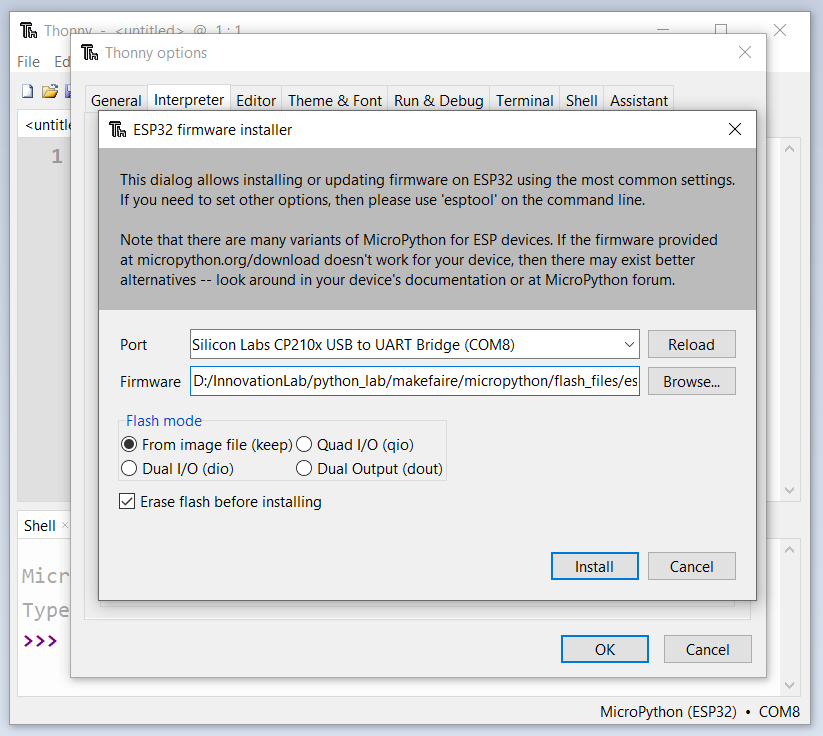 Thonny - <untitled> @ 1 : 1
Thonny options
File Ed
General Interpreter Editor Theme & Font Run & Debug Terminal Shell Assistant
<untitle
ESP32 firmware installer
1
This dialog allows installing or updating firmware on ESP32 using the most common settings.
If you need to set other options, then please use 'esptool' on the command line.
Note that there are many variants of MicroPython for ESP devices. If the firmware provided
at micropython.org/download doesn't work for your device, then there may exist better
alternatives -- look around in your device's documentation or at MicroPython forum.
Port Silicon Labs CP210x USB to UART Bridge (COM8) Reload
Firmware D:/InnovationLab/python_lab/makefaire/micropython/flash_files/es Browse...
Flash mode
From image file (keep) Quad I/O (qio)
Dual I/O (dio) Dual Output (dout)
Erase flash before installing
Shell ×
Install Cancel
Micr
Type
>>>
OK Cancel
MicroPython (ESP32) • COM8